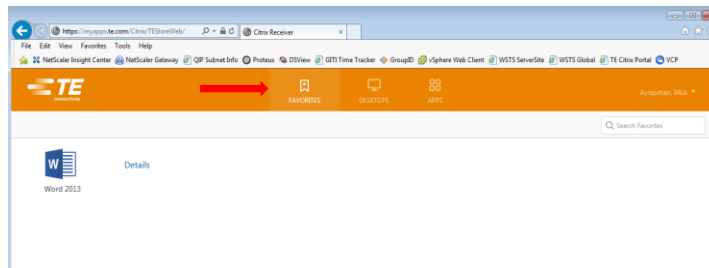 https://myapps.te.com/Citrix/TEStoreWeb/ Citrix Receiver
File Edit View Favorites Tools Help
NetScaler Insight Center NetScaler Gateway QIP Subnet Info Proteus DSView GITI Time Tracker GroupID vSphere Web Client WSTS ServerSite WSTS Global TE Citrix Portal VCP
TE
connectivity
FAVORITES DESKTOPS APPS
Ayrapetian, Mick
Search Favorites
Details
Word 2013